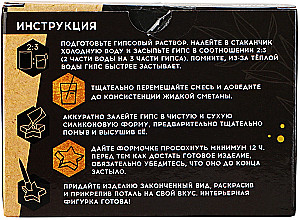 ИНСТРУКЦИЯ
2:3
ПОДГОТОВЬТЕ ГИПСОВЫЙ РАСТВОР. НАЛЕЙТЕ В СТАКАНЧИК
ХОЛОДНУЮ ВОДУ И ЗАСЫПЬТЕ ГИПС В СООТНОШЕНИИ 2:3
(2 ЧАСТИ ВОДЫ НА 3 ЧАСТИ ГИПСА). ПОМНИТЕ, ИЗ-ЗА ТЁПЛОЙ
ВОДЫ ГИПС БЫСТРЕЕ ЗАСТЫВАЕТ.
ТЩАТЕЛЬНО ПЕРЕМЕШАЙТЕ СМЕСЬ И ДОВЕДИТЕ
ДО КОНСИСТЕНЦИИ ЖИДКОЙ СМЕТАНЫ.
АККУРАТНО ЗАЛЕЙТЕ ГИПС В ЧИСТУЮ И СУХУЮ
СИЛИКОНОВУЮ ФОРМУ, ПРЕДВАРИТЕЛЬНО ТЩАТЕЛЬНО
ПОМЫВ И ВЫСУШИВ ЕЁ.
ДАЙТЕ ФОРМОЧКЕ ПРОСОХНУТЬ МИНИМУМ 12 Ч.
ПЕРЕД ТЕМ КАК ДОСТАТЬ ГОТОВОЕ ИЗДЕЛИЕ,
ОБЯЗАТЕЛЬНО УБЕДИТЕСЬ, ЧТО ОНО ДО КОНЦА
ЗАСТЫЛО.
ПРИДАЙТЕ ИЗДЕЛИЮ ЗАКОНЧЕННЫЙ ВИД, РАСКРАСИВ
И ПРИКРЕПИВ ПОТАЛЬ НА СВОЙ ВКУС. ИНТЕРЬЕРНАЯ
ФИГУРКА ГОТОВА!